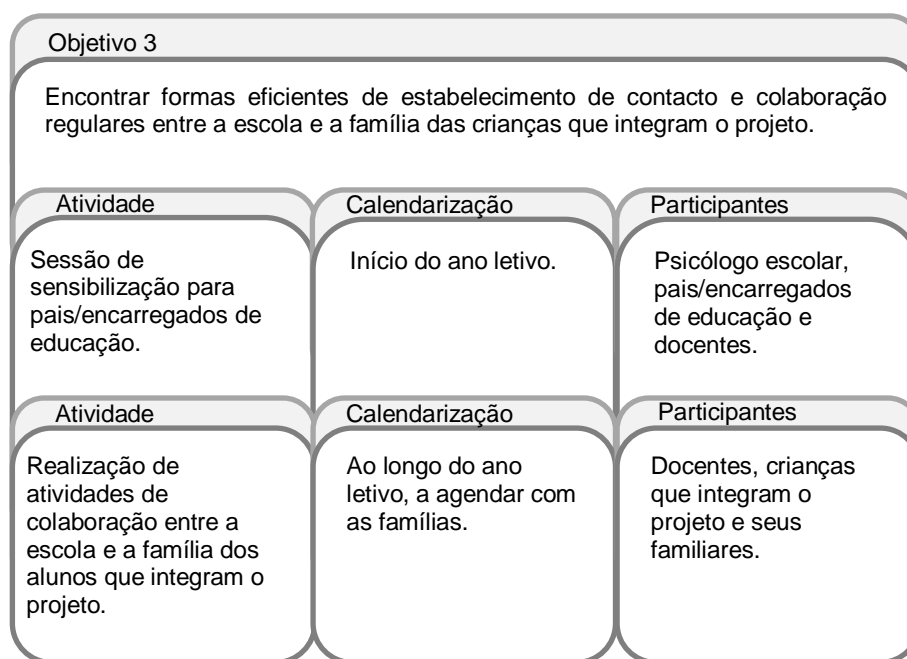 Objetivo 3
Encontrar formas eficientes de estabelecimento de contacto e colaboração
regulares entre a escola e a família das crianças que integram o projeto.
Atividade
Calendarização
Participantes
Sessão de
sensibilização para
pais/encarregados de
educação.
Início do ano letivo.
Psicólogo escolar,
pais/encarregados
de educação e
docentes.
Atividade
Calendarização
Participantes
Realização de
atividades de
colaboração entre a
escola e a família dos
alunos que integram o
projeto.
Ao longo do ano
letivo, a agendar com
as famílias.
Docentes, crianças
que integram o
projeto e seus
familiares.